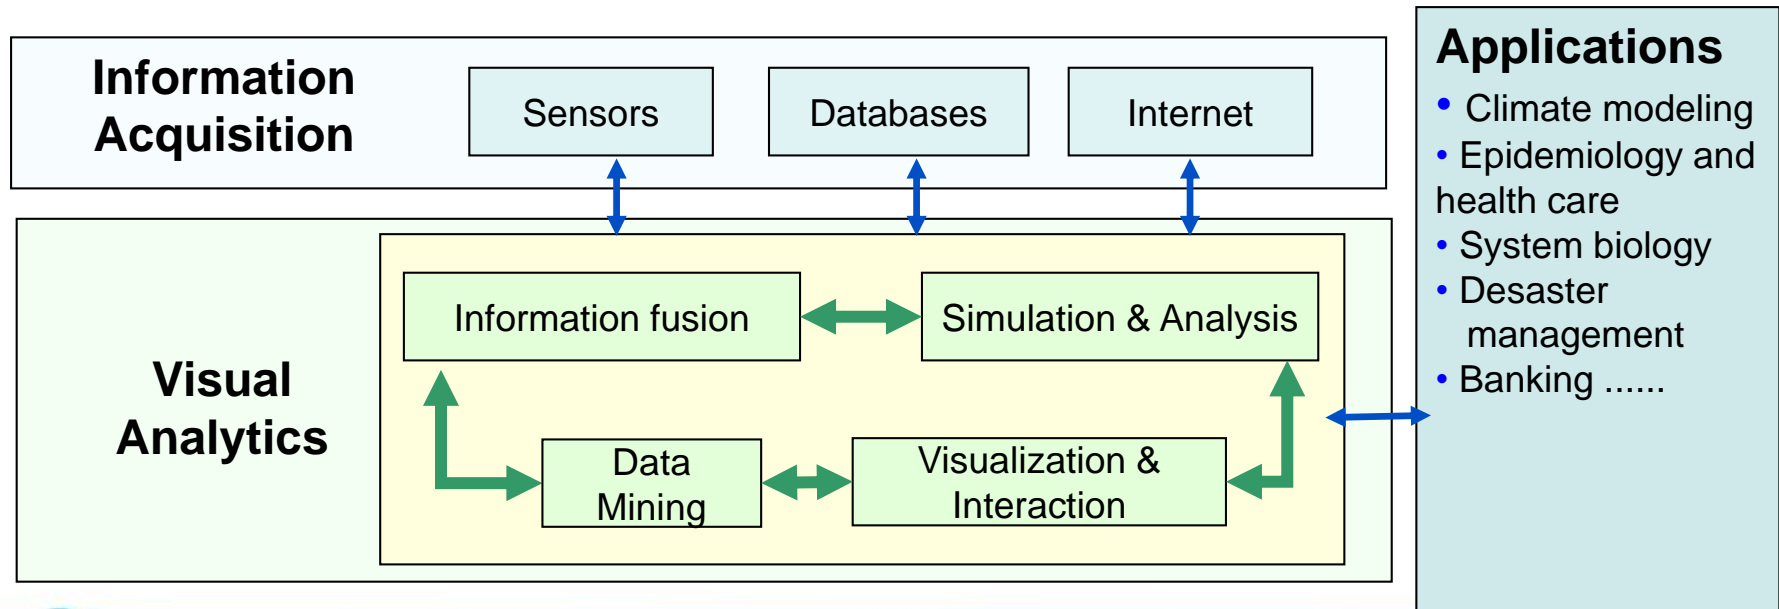 Information
Acquisition
Sensors
Databases
Internet
Visual
Analytics
Information fusion
Simulation & Analysis
Data
Mining
Visualization &
Interaction
Applications
• Climate modeling
• Epidemiology and
health care
• System biology
• Desaster
management
• Banking ......